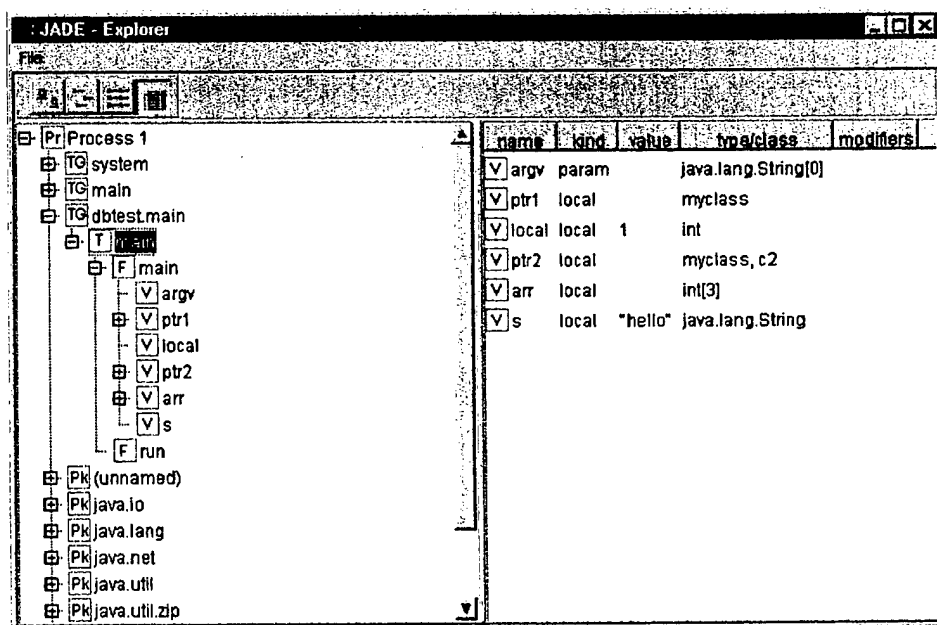 : JADE - Explorer
File
Pr Process 1
TG system
TG main
TG dbtest.main
T main
F main
V argv
V ptr1
V local
V ptr2
V arr
V s
F run
Pk (unnamed)
Pk java.io
Pk java.lang
Pk java.net
Pk java.util
Pk java.util.zip
name kind value type/class modifiers
V argv param java.lang.String[0]
V ptr1 local myclass
V local local 1 int
V ptr2 local myclass, c2
V arr local int[3]
V s local "hello" java.lang.String